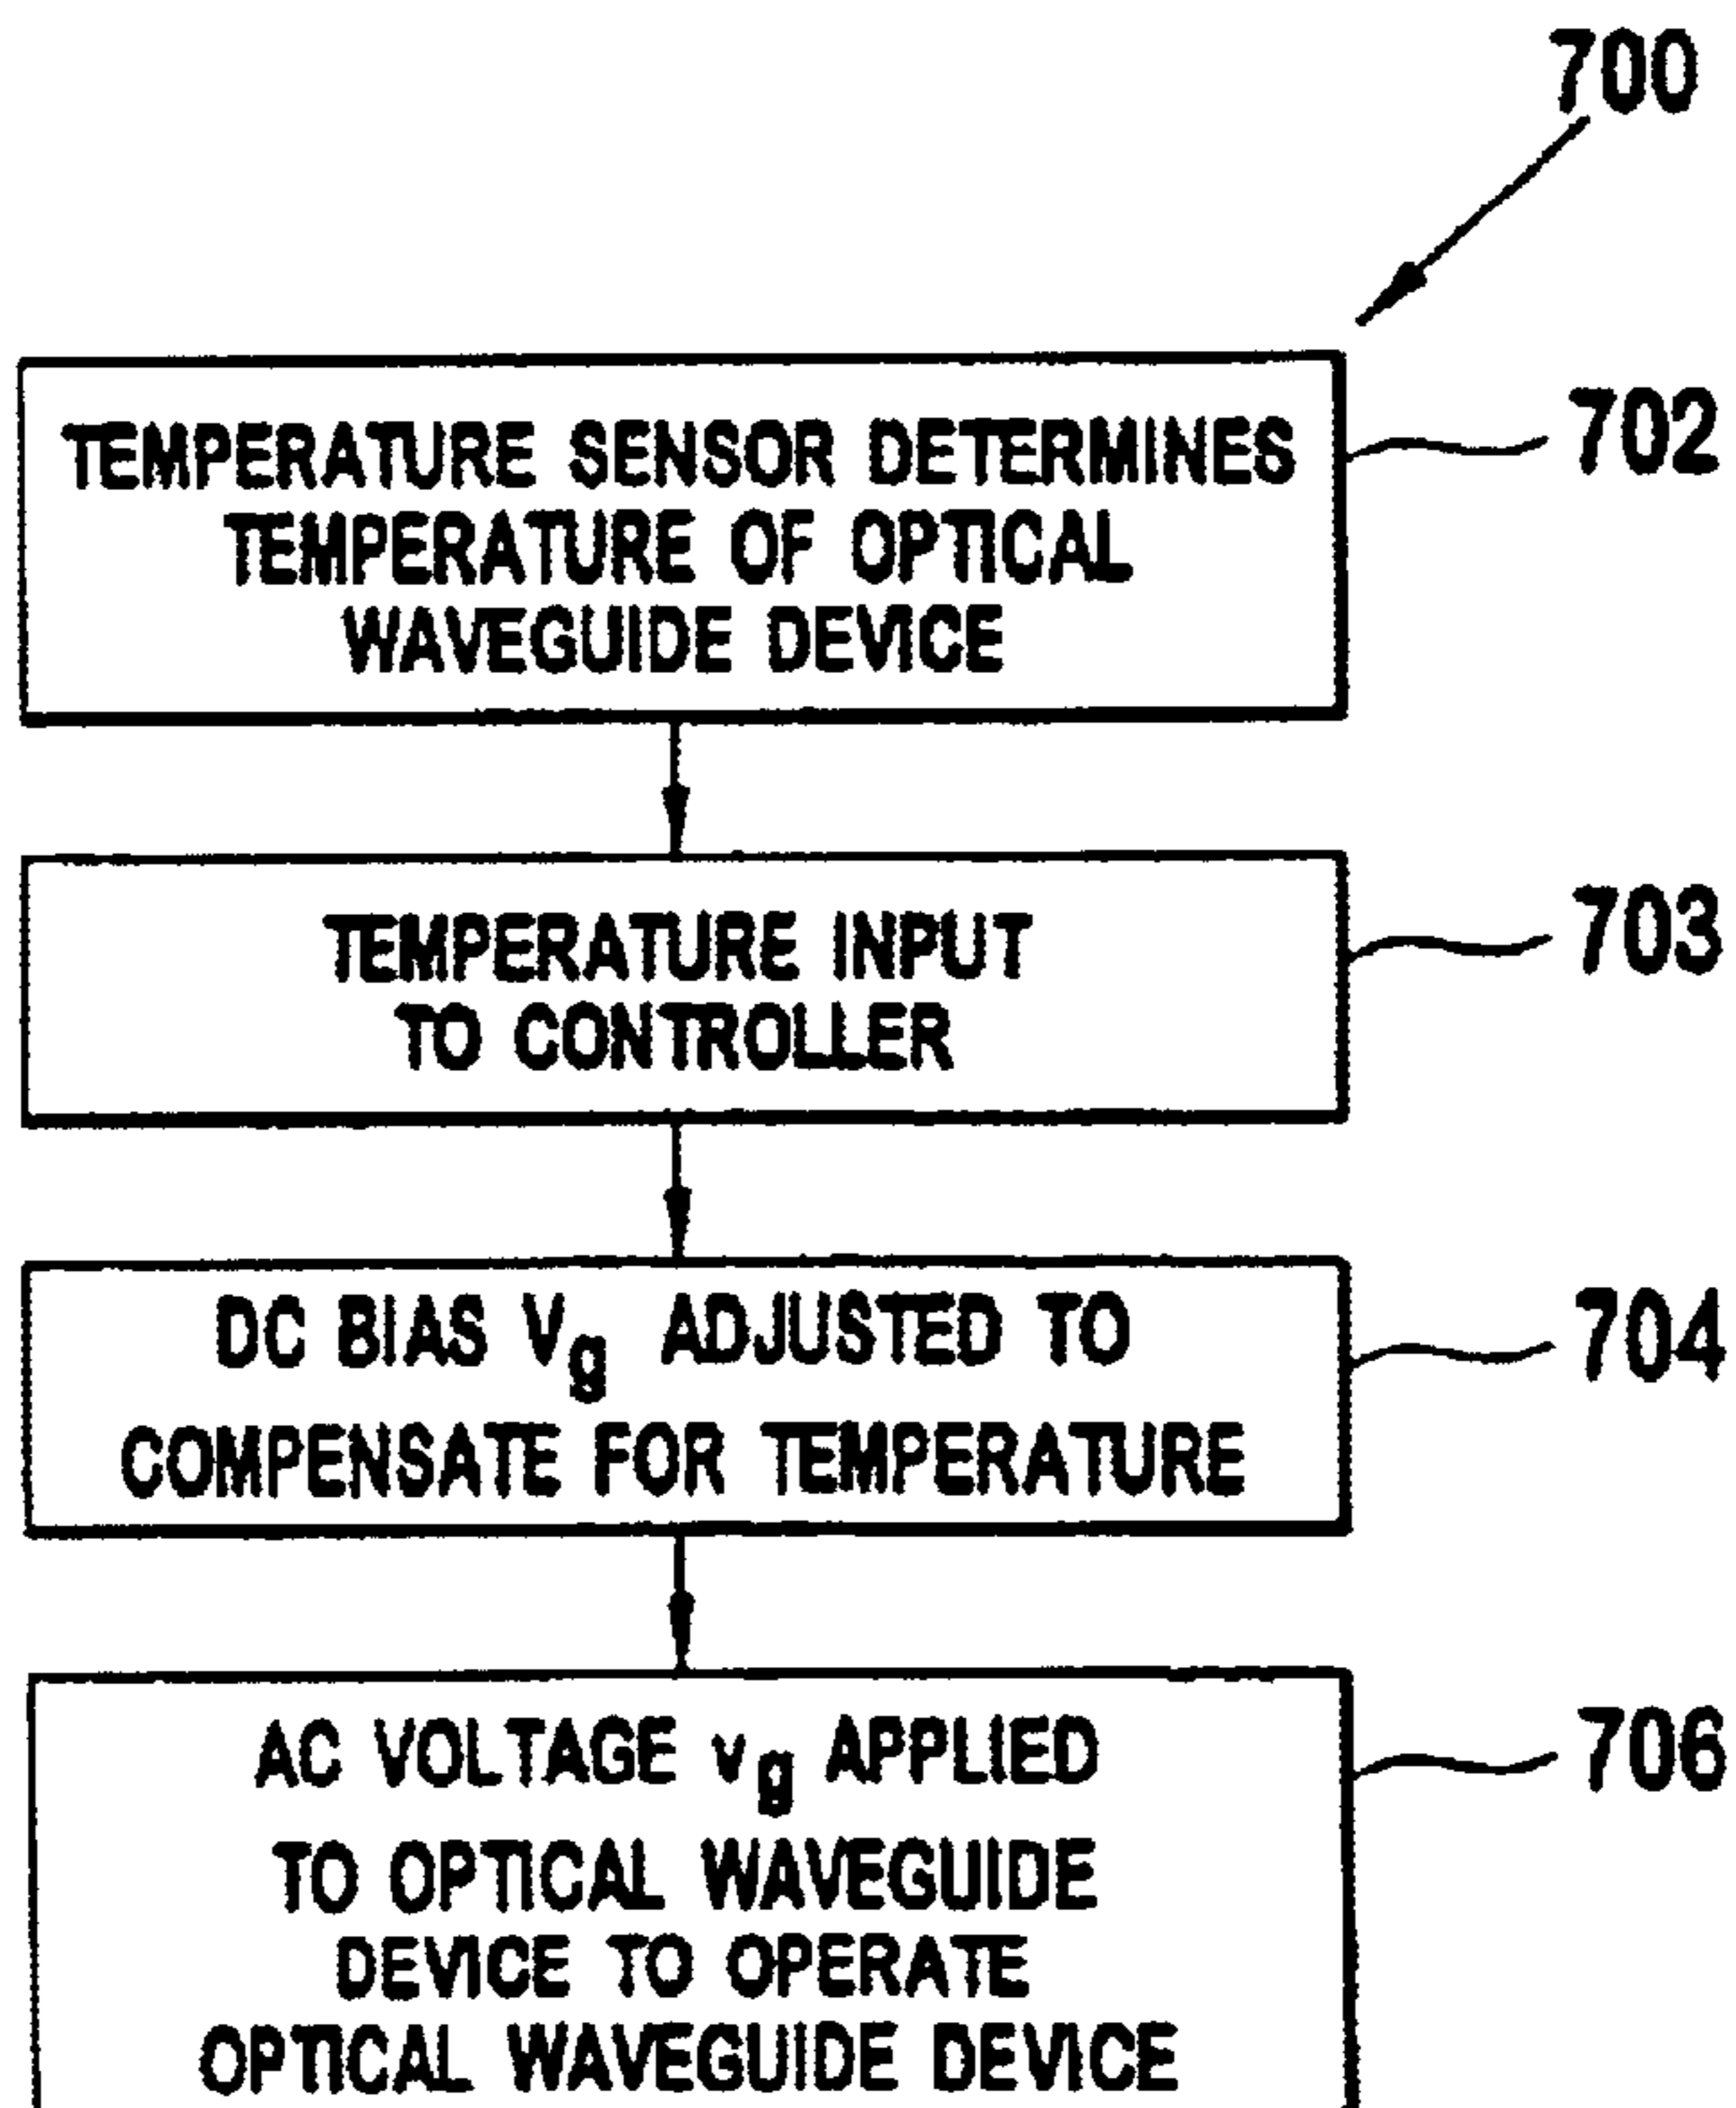 700
TEMPERATURE SENSOR DETERMINES
TEMPERATURE OF OPTICAL
WAVEGUIDE DEVICE
702
TEMPERATURE INPUT
TO CONTROLLER
703
DC BIAS Vg ADJUSTED TO
COMPENSATE FOR TEMPERATURE
704
AC VOLTAGE vg APPLIED
TO OPTICAL WAVEGUIDE
DEVICE TO OPERATE
OPTICAL WAVEGUIDE DEVICE
706